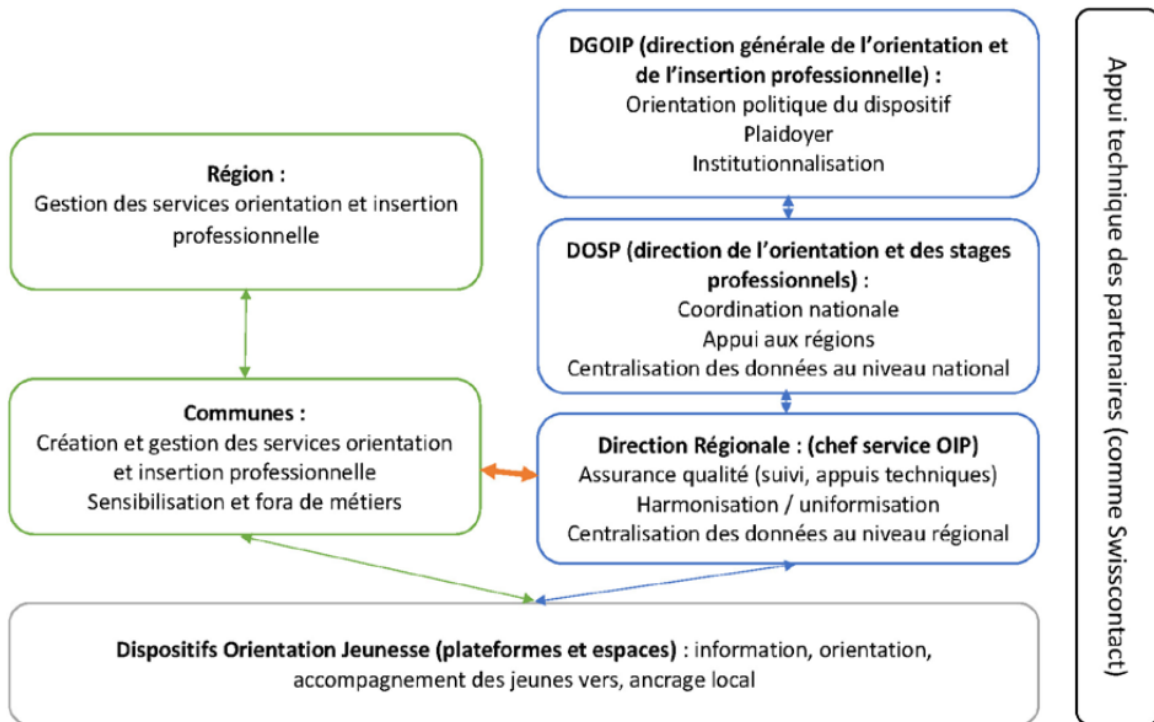 DGOIP (direction générale de l'orientation et
de l'insertion professionnelle) :
Orientation politique du dispositif
Plaidoyer
Institutionnalisation
Région :
Gestion des services orientation et insertion
professionnelle
DOSP (direction de l'orientation et des stages
professionnels) :
Coordination nationale
Appui aux régions
Centralisation des données au niveau national
Communes :
Création et gestion des services orientation
et insertion professionnelle
Sensibilisation et fora de métiers
Direction Régionale : (chef service OIP)
Assurance qualité (suivi, appuis techniques)
Harmonisation / uniformisation
Centralisation des données au niveau régional
Dispositifs Orientation Jeunesse (plateformes et espaces) : information, orientation,
accompagnement des jeunes vers, ancrage local
Appui technique des partenaires (comme Swisscontact)